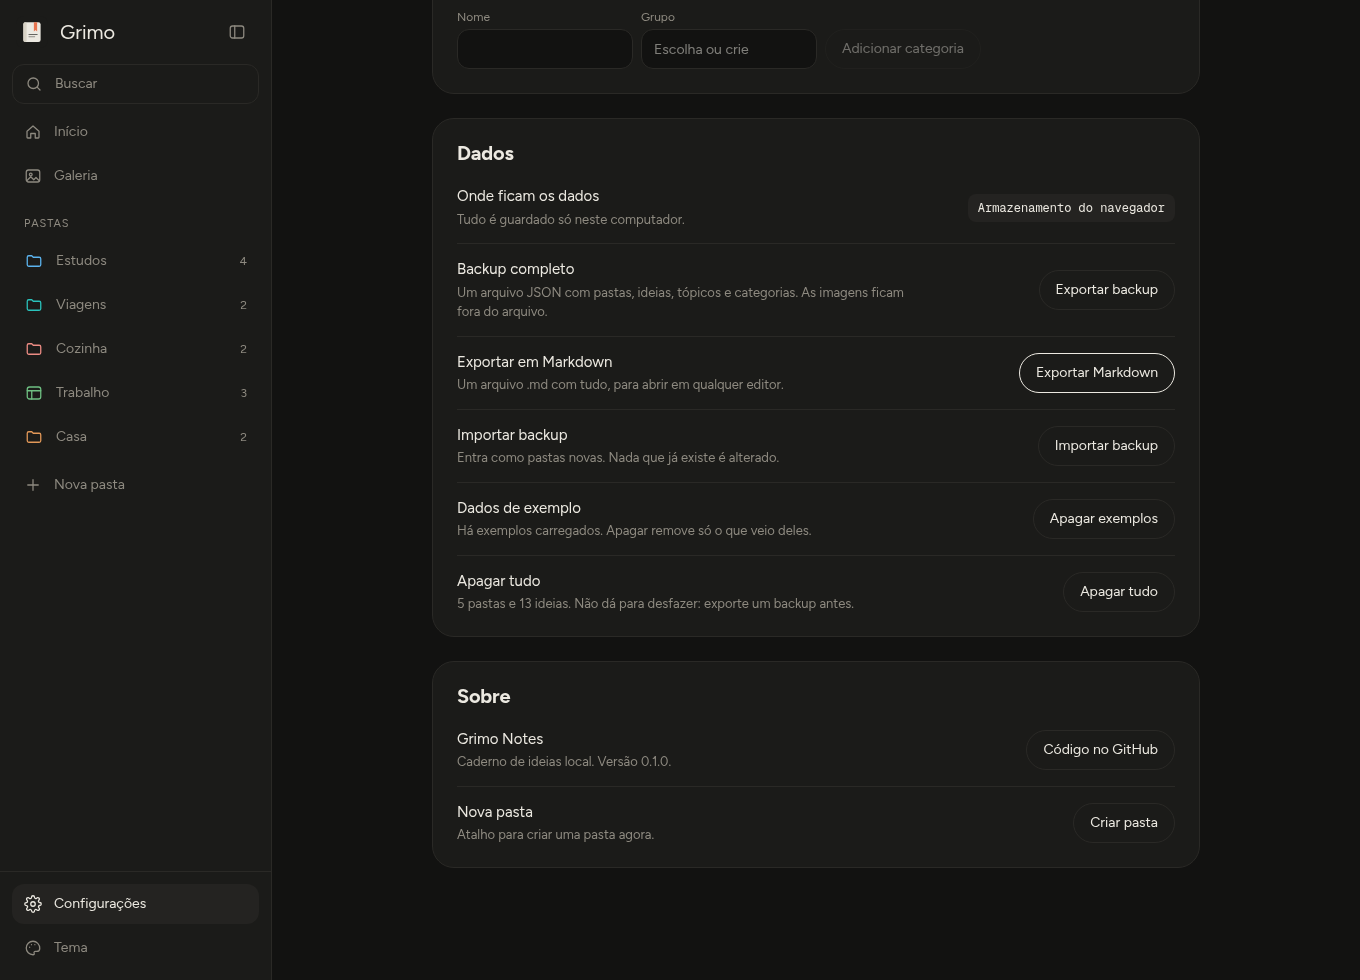 Grimo
Buscar
Início
Galeria
PASTAS
Estudos 4
Viagens 2
Cozinha 2
Trabalho 3
Casa 2
Nova pasta
Configurações
Tema
Nome Grupo
Escolha ou crie Adicionar categoria
Dados
Onde ficam os dados
Tudo é guardado só neste computador.
Armazenamento do navegador
Backup completo
Um arquivo JSON com pastas, ideias, tópicos e categorias. As imagens ficam
fora do arquivo.
Exportar backup
Exportar em Markdown
Um arquivo .md com tudo, para abrir em qualquer editor.
Exportar Markdown
Importar backup
Entra como pastas novas. Nada que já existe é alterado.
Importar backup
Dados de exemplo
Há exemplos carregados. Apagar remove só o que veio deles.
Apagar exemplos
Apagar tudo
5 pastas e 13 ideias. Não dá para desfazer: exporte um backup antes.
Apagar tudo
Sobre
Grimo Notes
Caderno de ideias local. Versão 0.1.0.
Código no GitHub
Nova pasta
Atalho para criar uma pasta agora.
Criar pasta